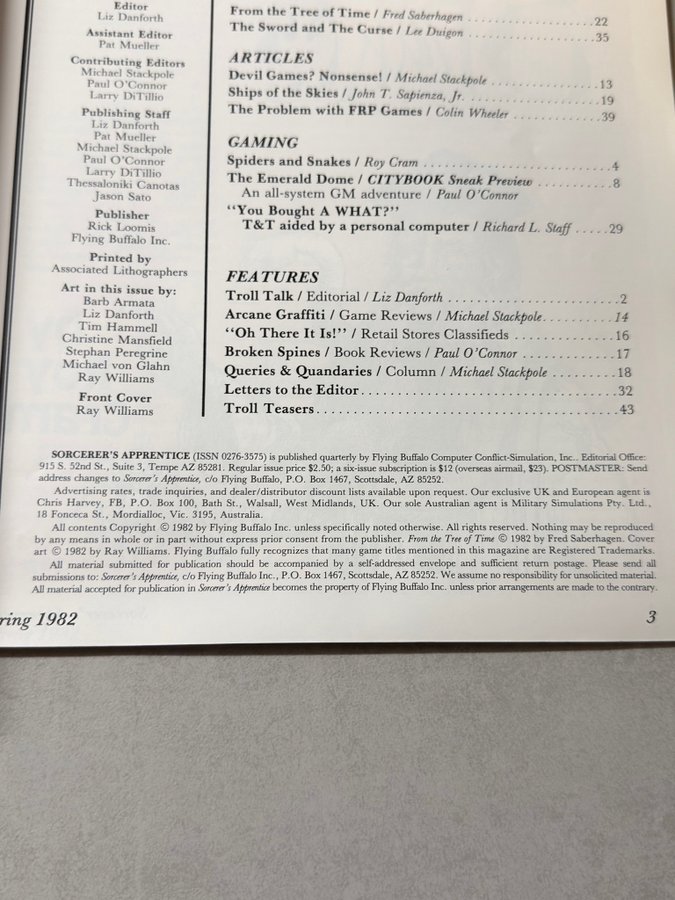 Editor
Liz Danforth
Assistant Editor
Pat Mueller
Contributing Editors
Michael Stackpole
Paul O'Connor
Larry DiTillio
Publishing Staff
Liz Danforth
Pat Mueller
Michael Stackpole
Paul O'Connor
Larry DiTillio
Thessaloniki Canotas
Jason Sato
Publisher
Rick Loomis
Flying Buffalo Inc.
Printed by
Associated Lithographers
Art in this issue by:
Barb Armata
Liz Danforth
Tim Hammell
Christine Mansfield
Stephan Peregrine
Michael von Glahn
Ray Williams
Front Cover
Ray Williams
From the Tree of Time / Fred Saberhagen ..................22
The Sword and The Curse / Lee Duigon ..................35
ARTICLES
Devil Games? Nonsense! / Michael Stackpole ..................13
Ships of the Skies / John T. Sapienza, Jr. ..................19
The Problem with FRP Games / Colin Wheeler ..................39
GAMING
Spiders and Snakes / Roy Cram ..................4
The Emerald Dome / CITYBOOK Sneak Preview ..........8
An all-system GM adventure / Paul O'Connor
"You Bought A WHAT?"
T&T aided by a personal computer / Richard L. Staff .....29
FEATURES
Troll Talk / Editorial / Liz Danforth ..................2
Arcane Graffiti / Game Reviews / Michael Stackpole..........14
"Oh There It Is!" / Retail Stores Classifieds ..............16
Broken Spines / Book Reviews / Paul O'Connor ..............17
Queries & Quandaries / Column / Michael Stackpole .........18
Letters to the Editor..................32
Troll Teasers..................43
SORCERER'S APPRENTICE (ISSN 0276-3575) is published quarterly by Flying Buffalo Computer Conflict-Simulation, Inc.. Editorial Office:
915 S. 52nd St., Suite 3, Tempe AZ 85281. Regular issue price $2.50; a six-issue subscription is $12 (overseas airmail, $23). POSTMASTER: Send
address changes to Sorcerer's Apprentice, c/o Flying Buffalo, P.O. Box 1467, Scottsdale, AZ 85252.
Advertising rates, trade inquiries, and dealer/distributor discount lists available upon request. Our exclusive UK and European agent is
Chris Harvey, FB, P.O. Box 100, Bath St., Walsall, West Midlands, UK. Our sole Australian agent is Military Simulations Pty. Ltd.,
18 Fonceca St., Mordialloc, Vic. 3195, Australia.
All contents Copyright © 1982 by Flying Buffalo Inc. unless specifically noted otherwise. All rights reserved. Nothing may be reproduced
by any means in whole or in part without express prior consent from the publisher. From the Tree of Time © 1982 by Fred Saberhagen. Cover
art © 1982 by Ray Williams. Flying Buffalo fully recognizes that many game titles mentioned in this magazine are Registered Trademarks.
All material submitted for publication should be accompanied by a self-addressed envelope and sufficient return postage. Please send all
submissions to: Sorcerer's Apprentice, c/o Flying Buffalo Inc., P.O. Box 1467, Scottsdale, AZ 85252. We assume no responsibility for unsolicited material.
All material accepted for publication in Sorcerer's Apprentice becomes the property of Flying Buffalo Inc. unless prior arrangements are made to the contrary.
ring 1982
3